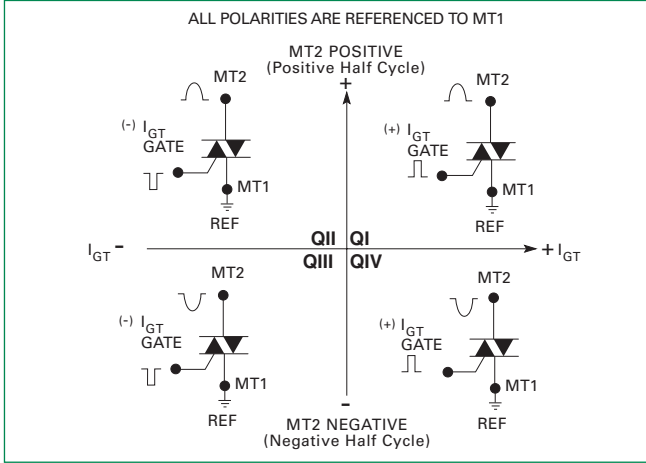 ALL POLARITIES ARE REFERENCED TO MT1
MT2 POSITIVE
(Positive Half Cycle)
+
MT2
(-) IGT
GATE
MT1
REF
MT2
(+) IGT
GATE
MT1
REF
IGT -
QII QI
QIII QIV
+ IGT
MT2
(-) IGT
GATE
MT1
REF
MT2
(+) IGT
GATE
MT1
REF
-
MT2 NEGATIVE
(Negative Half Cycle)